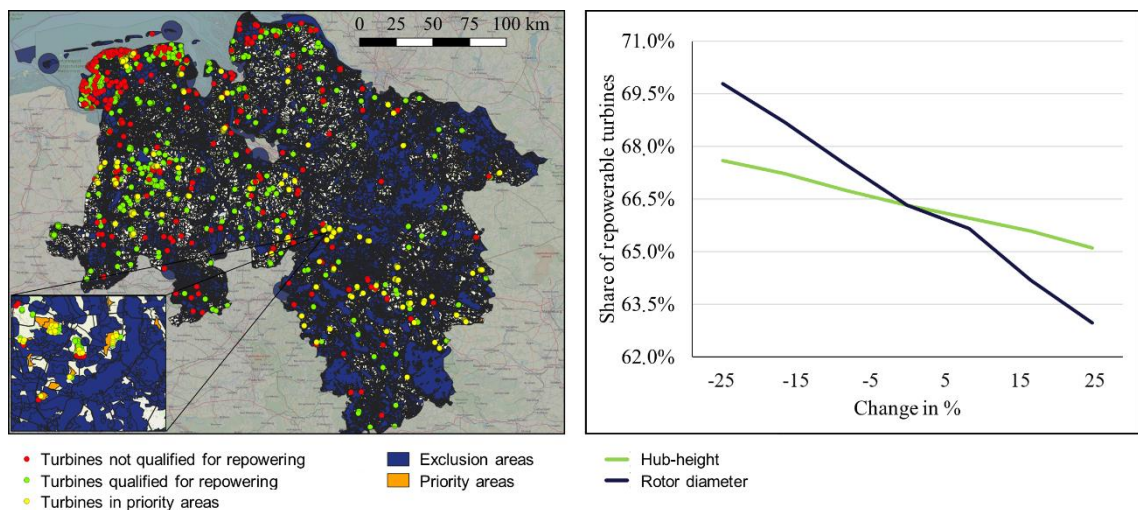 0 25 50 75 100 km
71.0%
69.5%
68.0%
66.5%
65.0%
63.5%
62.0%
Share of repowerable turbines
-25 -15 -5 5 15 25
Change in %
Turbines not qualified for repowering
Turbines qualified for repowering
Turbines in priority areas
Exclusion areas
Priority areas
Hub-height
Rotor diameter